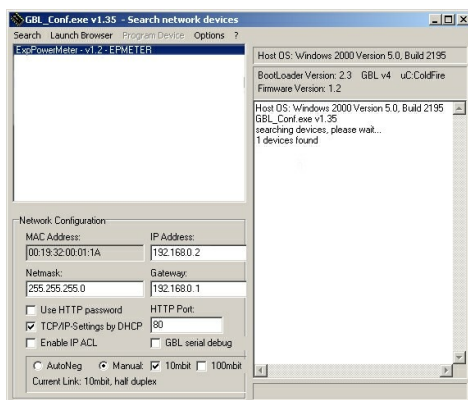 GBL_Conf.exe v1.35 - Search network devices
Search Launch Browser Program Device Options ?
ExpPowerMeter - v1.2 - EPMETER
Host OS: Windows 2000 Version 5.0, Build 2195
BootLoader Version: 2.3 GBL v4 uC:ColdFire
Firmware Version: 1.2
Host OS: Windows 2000 Version 5.0, Build 2195
GBL_Conf.exe v1.35
searching devices, please wait...
1 devices found
Network Configuration
MAC Address: IP Address:
00:19:32:00:01:1A 192.168.0.2
Netmask: Gateway:
255.255.255.0 192.168.0.1
Use HTTP password HTTP Port:
TCP/IP-Settings by DHCP 80
Enable IP ACL GBL serial debug
AutoNeg Manual: 10mbit 100mbit
Current Link: 10mbit, half duplex